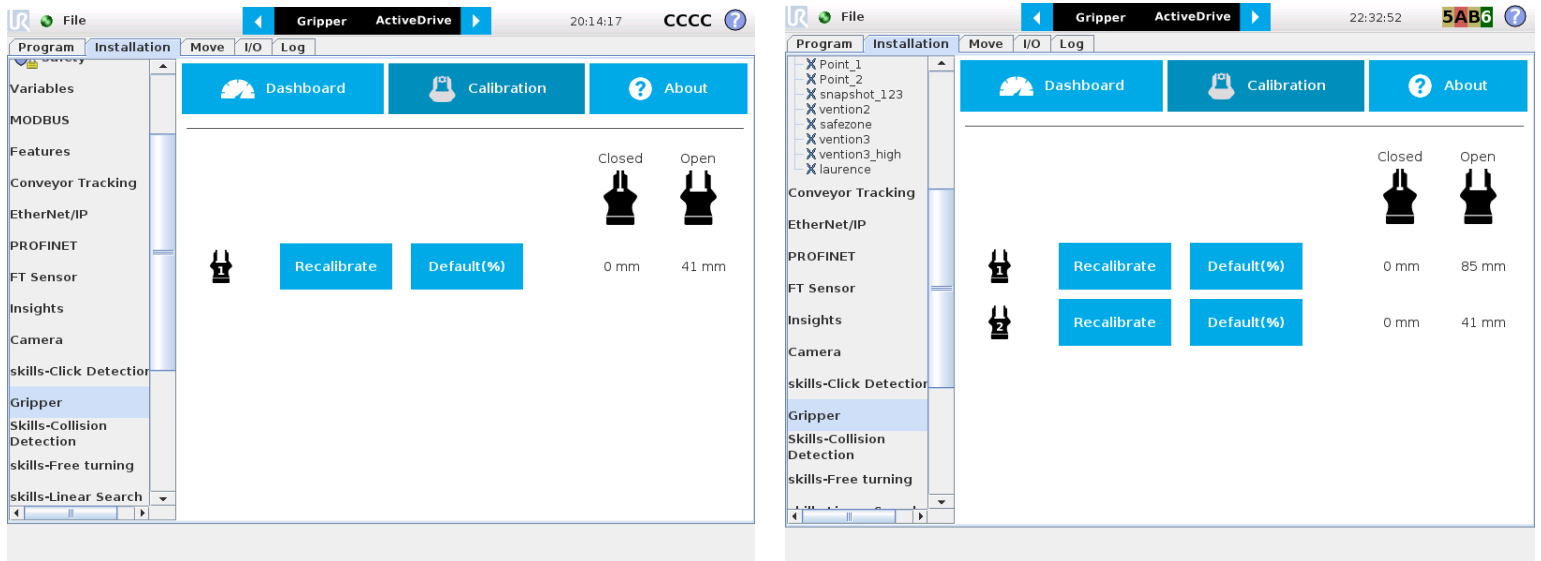 UR File Gripper ActiveDrive 20:14:17 CCCC ?
Program Installation Move I/O Log
Safety
Variables
MODBUS
Features
Conveyor Tracking
EtherNet/IP
PROFINET
FT Sensor
Insights
Camera
skills-Click Detection
Gripper
Skills-Collision
Detection
skills-Free turning
skills-Linear Search
Dashboard Calibration ? About
Closed Open
1 Recalibrate Default(%) 0 mm 41 mm
UR File Gripper ActiveDrive 22:32:52 5AB6 ?
Program Installation Move I/O Log
Point_1
Point_2
snapshot_123
vention2
safezone
vention3
vention3_high
laurence
Conveyor Tracking
EtherNet/IP
PROFINET
FT Sensor
Insights
Camera
skills-Click Detection
Gripper
Skills-Collision
Detection
skills-Free turning
Dashboard Calibration ? About
Closed Open
1 Recalibrate Default(%) 0 mm 85 mm
2 Recalibrate Default(%) 0 mm 41 mm